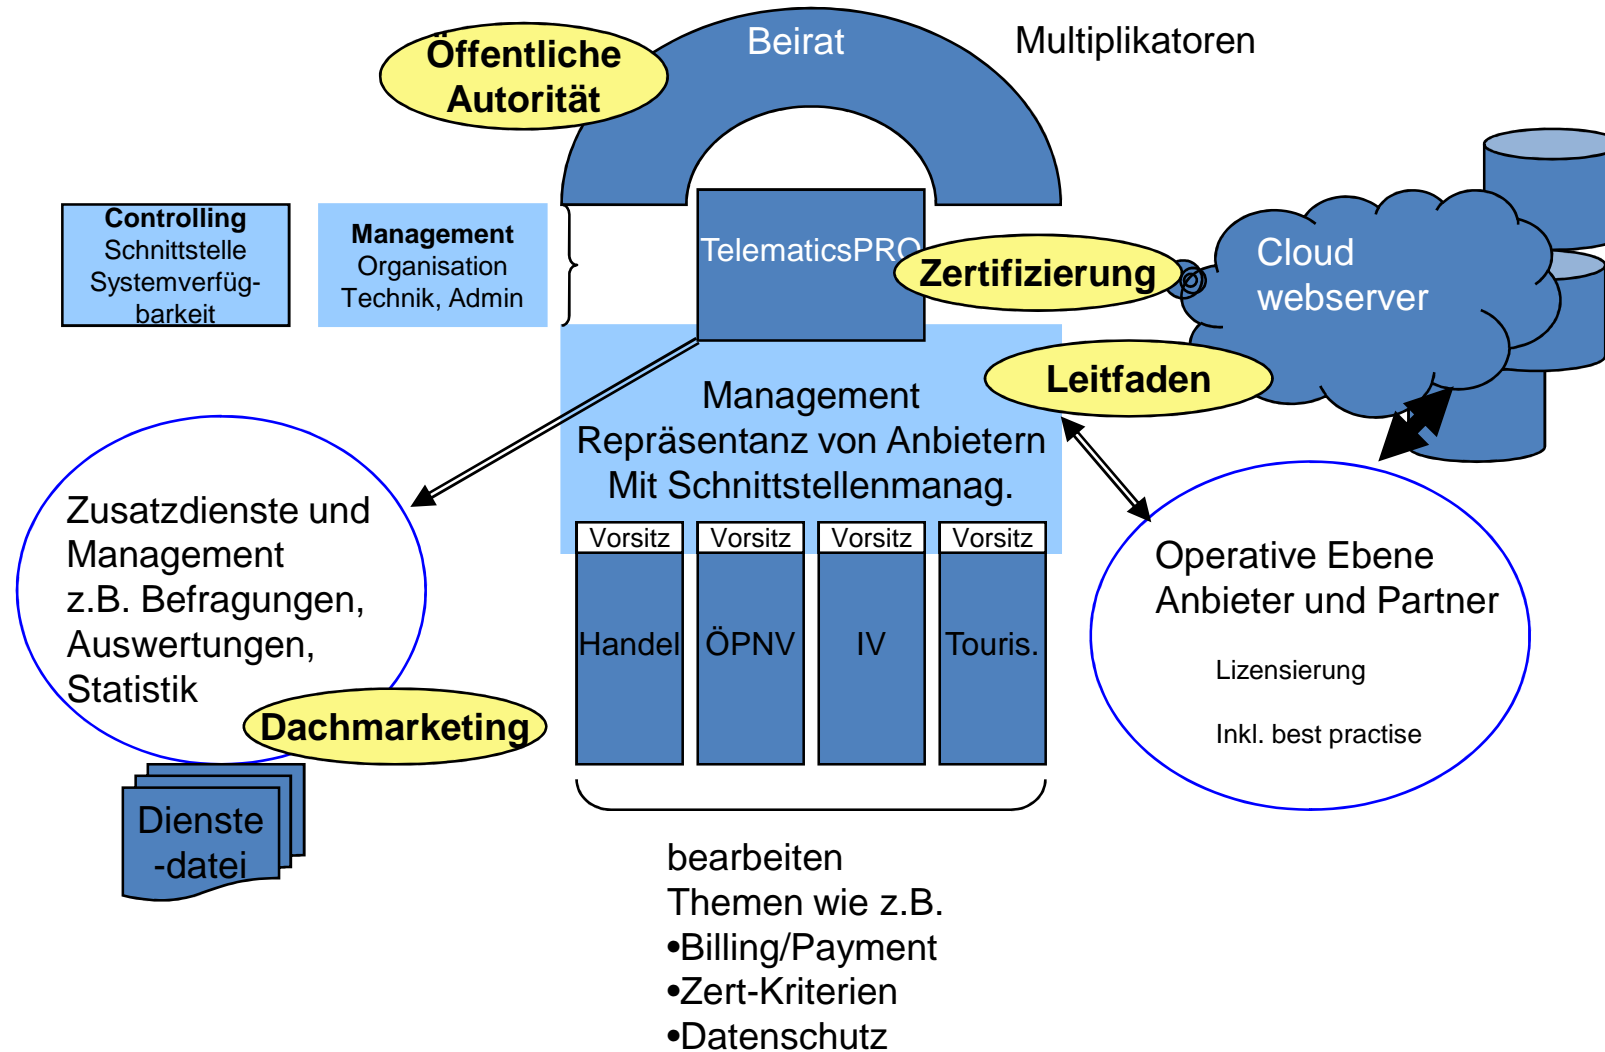 Öffentliche
Autorität
Beirat
Multiplikatoren
Controlling
Schnittstelle
Systemverfüg-
barkeit
Management
Organisation
Technik, Admin
TelematicsPRO
Zertifizierung
Cloud
webserver
Leitfaden
Management
Repräsentanz von Anbietern
Mit Schnittstellenmanag.
Zusatzdienste und
Management
z.B. Befragungen,
Auswertungen,
Statistik
Dachmarketing
Dienste
-datei
Vorsitz
Vorsitz
Vorsitz
Vorsitz
Handel
ÖPNV
IV
Touris.
Operative Ebene
Anbieter und Partner
Lizensierung
Inkl. best practise
bearbeiten
Themen wie z.B.
•Billing/Payment
•Zert-Kriterien
•Datenschutz